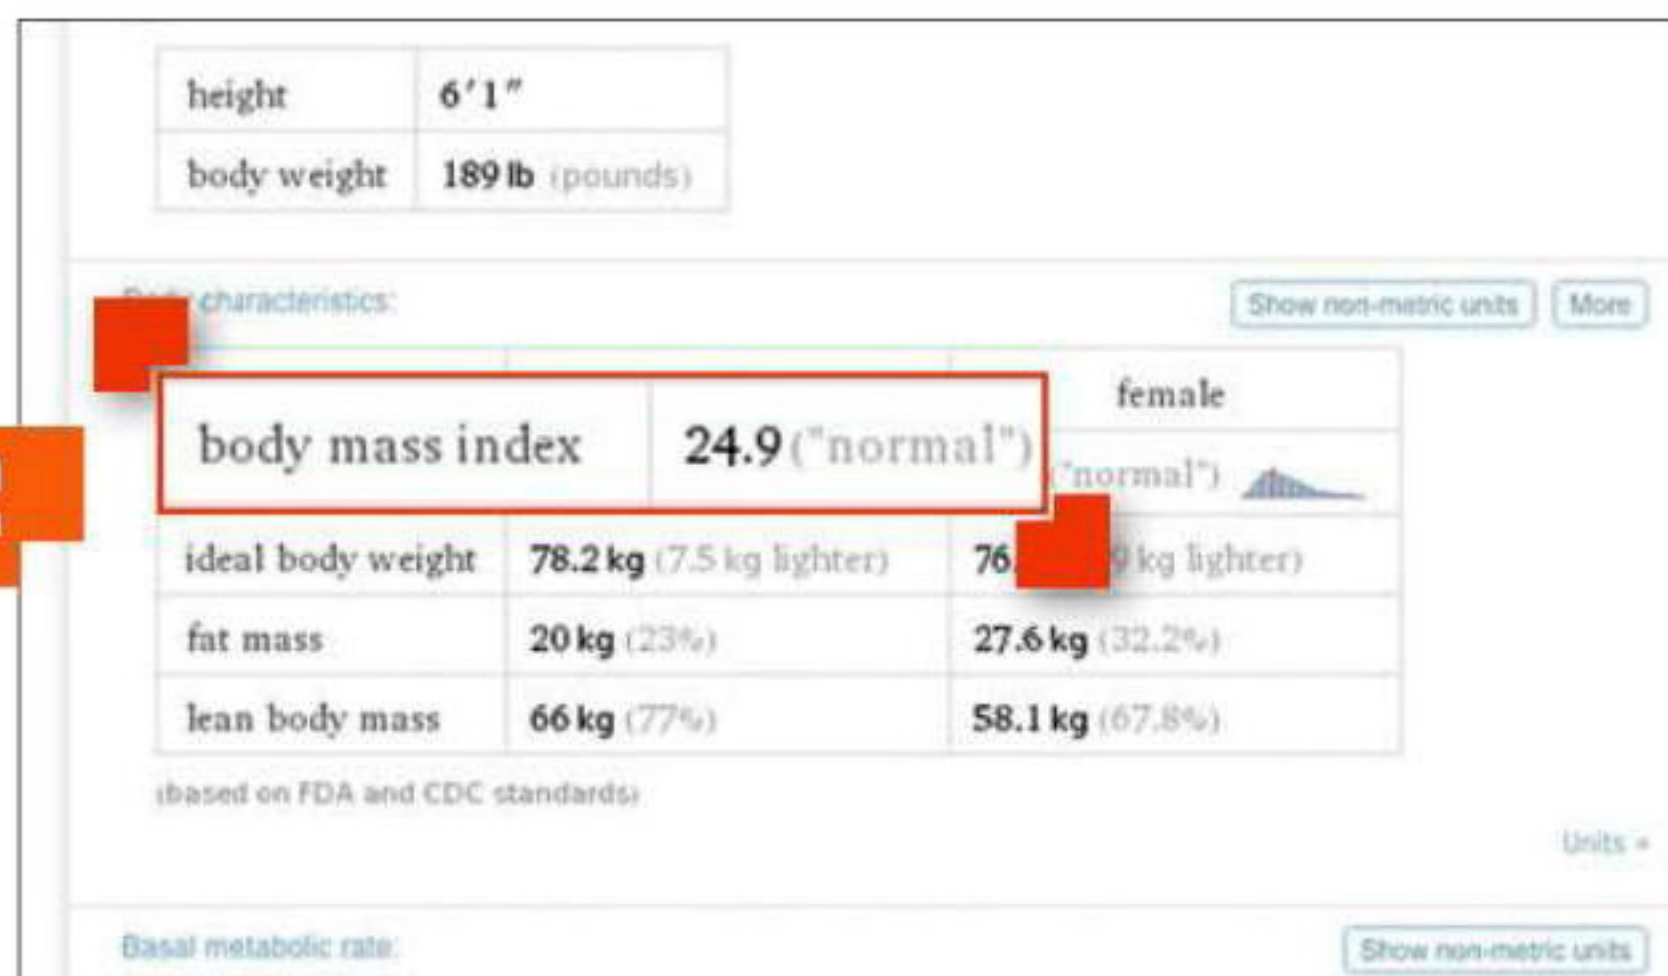 height 6'1"
body weight 189 lb (pounds)
characteristics:
Show non-metric units More
female
body mass index 24.9 ("normal")
("normal")
ideal body weight 78.2 kg (7.5 kg lighter) 76. 9 kg lighter)
fat mass 20 kg (23%) 27.6 kg (32.2%)
lean body mass 66 kg (77%) 58.1 kg (67.8%)
(based on FDA and CDC standards)
Units »
Basal metabolic rate: Show non-metric units